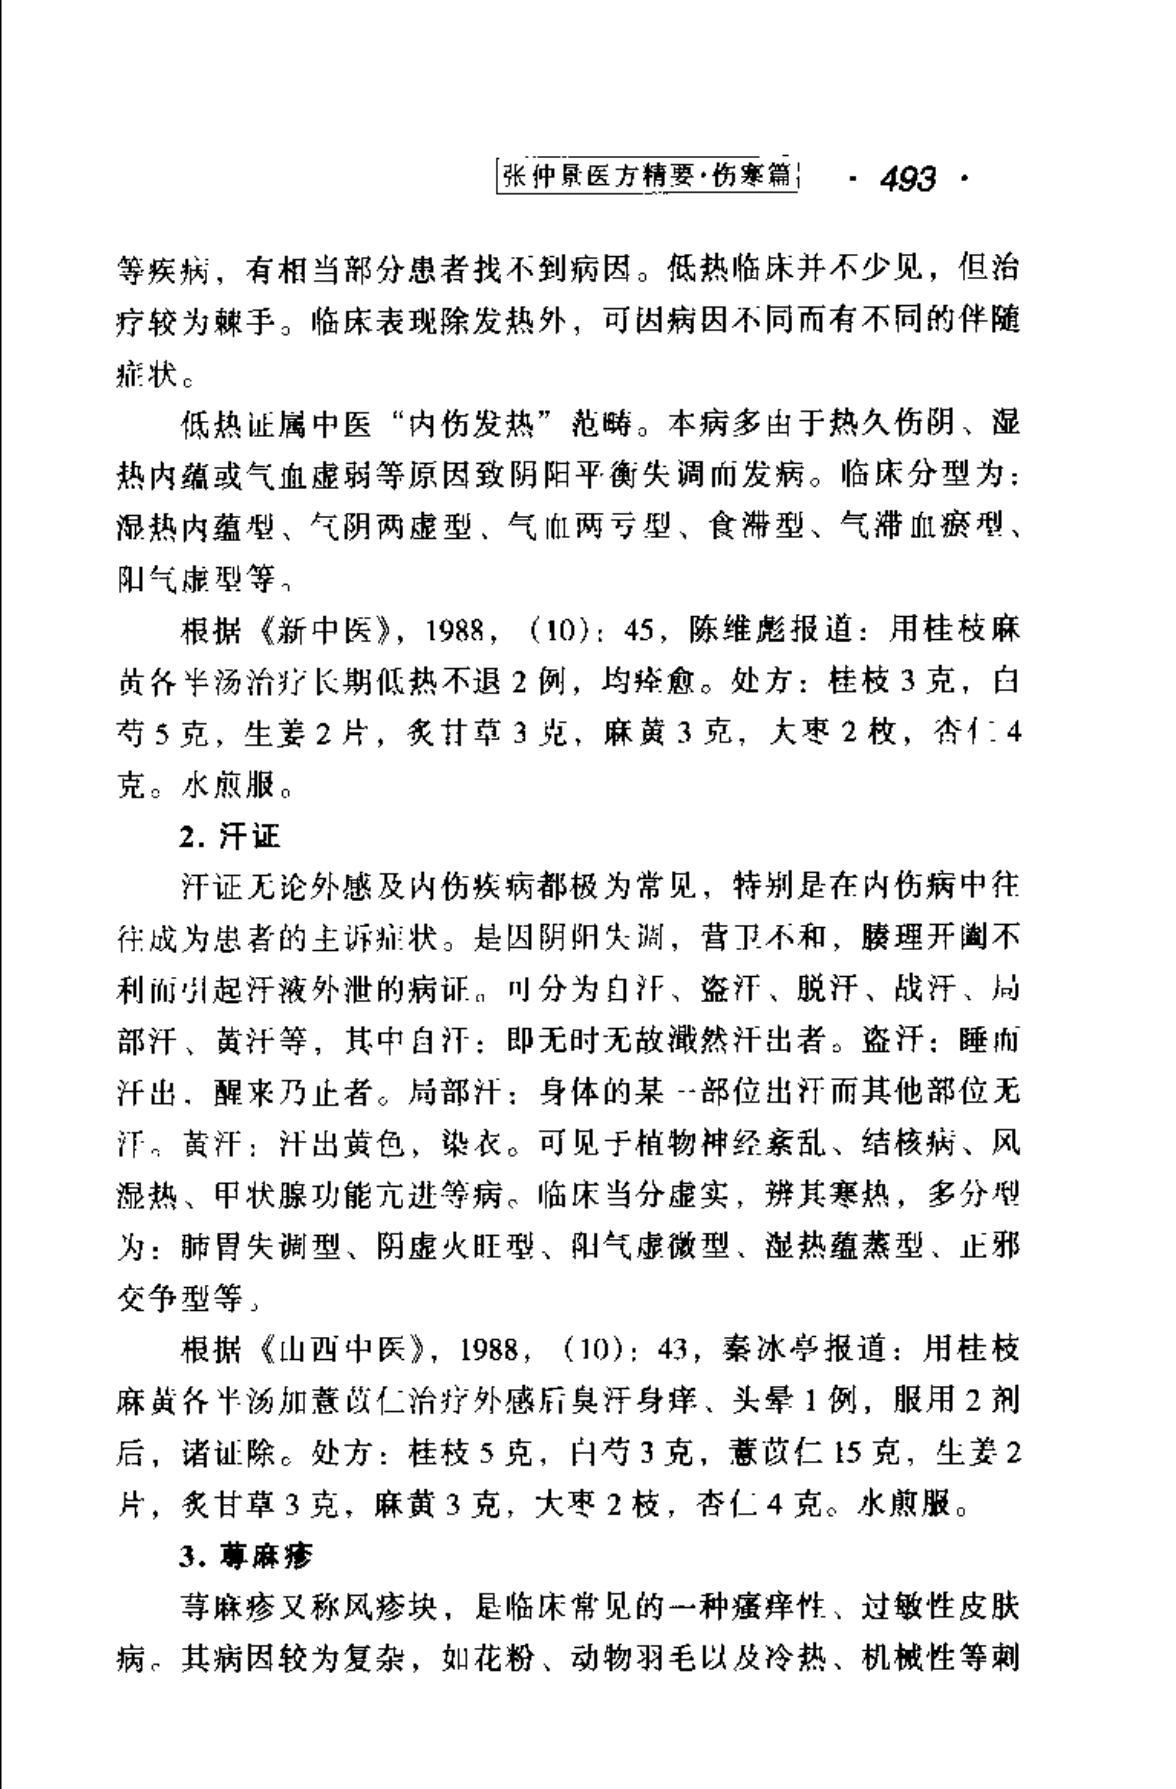 张仲景医方精要·伤寒篇 · 493 ·
等疾病，有相当部分患者找不到病因。低热临床并不少见，但治
疗较为棘手。临床表现除发热外，可因病因不同而有不同的伴随
症状。
低热证属中医“内伤发热”范畴。本病多由于热久伤阴、湿
热内蕴或气血虚弱等原因致阴阳平衡失调而发病。临床分型为：
湿热内蕴型、气阴两虚型、气血两亏型、食滞型、气滞血瘀型、
阳气虚型等。
根据《新中医》，1988，（10）：45，陈维彪报道：用桂枝麻
黄各半汤治疗长期低热不退 2 例，均痊愈。处方：桂枝 3 克，白
芍 5 克，生姜 2 片，炙甘草 3 克，麻黄 3 克，大枣 2 枚，杏仁 4
克。水煎服。
2. 汗证
汗证无论外感及内伤疾病都极为常见，特别是在内伤病中往
往成为患者的主诉症状。是因阴阳失调，营卫不和，腠理开阖不
利而引起汗液外泄的病证。可分为自汗、盗汗、脱汗、战汗、局
部汗、黄汗等，其中自汗：即无时无故濈然汗出者。盗汗：睡而
汗出，醒来乃止者。局部汗：身体的某一部位出汗而其他部位无
汗。黄汗：汗出黄色，染衣。可见于植物神经紊乱、结核病、风
湿热、甲状腺功能亢进等病。临床当分虚实，辨其寒热，多分型
为：肺胃失调型、阴虚火旺型、阳气虚微型、湿热蕴蒸型、正邪
交争型等。
根据《山西中医》，1988，（10）：43，秦冰亭报道：用桂枝
麻黄各半汤加薏苡仁治疗外感后臭汗身痒、头晕 1 例，服用 2 剂
后，诸证除。处方：桂枝 5 克，白芍 3 克，薏苡仁 15 克，生姜 2
片，炙甘草 3 克，麻黄 3 克，大枣 2 枝，杏仁 4 克。水煎服。
3. 荨麻疹
荨麻疹又称风疹块，是临床常见的一种瘙痒性、过敏性皮肤
病。其病因较为复杂，如花粉、动物羽毛以及冷热、机械性等刺